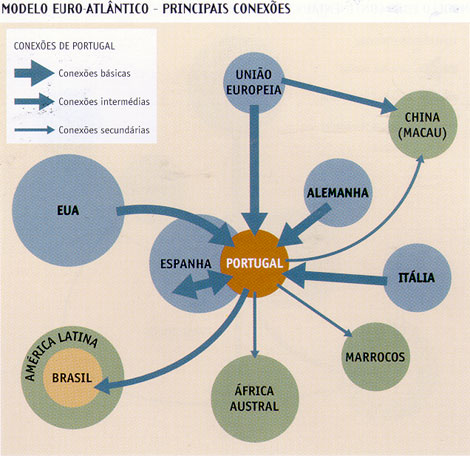 MODELO EURO-ATLÂNTICO - PRINCIPAIS CONEXÕES
CONEXÕES DE PORTUGAL
Conexões básicas
Conexões intermédias
Conexões secundárias
UNIÃO
EUROPEIA
CHINA
(MACAU)
ALEMANHA
EUA
ESPANHA
PORTUGAL
ITÁLIA
AMÉRICA LATINA
BRASIL
MARROCOS
ÁFRICA
AUSTRAL